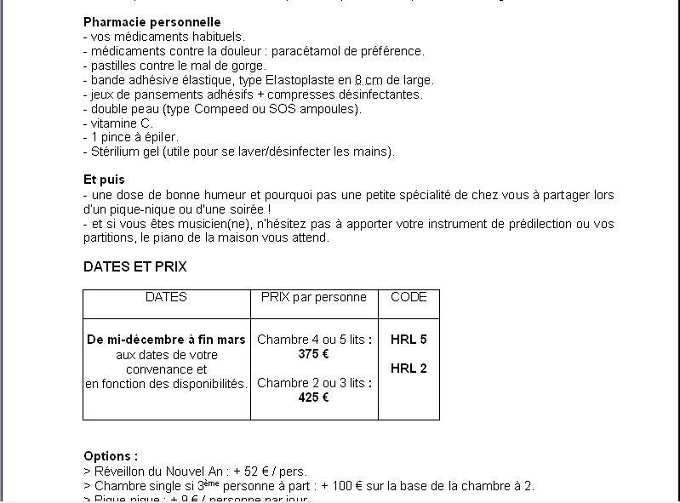 Pharmacie personnelle
- vos médicaments habituels.
- médicaments contre la douleur : paracétamol de préférence.
- pastilles contre le mal de gorge.
- bande adhésive élastique, type Elastoplaste en 8 cm de large.
- jeux de pansements adhésifs + compresses désinfectantes.
- double peau (type Compeed ou SOS ampoules).
- vitamine C.
- 1 pince à épiler.
- Stérilium gel (utile pour se laver/désinfecter les mains).
Et puis
- une dose de bonne humeur et pourquoi pas une petite spécialité de chez vous à partager lors
d'un pique-nique ou d'une soirée !
- et si vous êtes musicien(ne), n'hésitez pas à apporter votre instrument de prédilection ou vos
partitions, le piano de la maison vous attend.
DATES ET PRIX
DATES PRIX par personne CODE
De mi-décembre à fin mars Chambre 4 ou 5 lits : HRL 5
aux dates de votre 375 €
convenance et HRL 2
en fonction des disponibilités. Chambre 2 ou 3 lits :
425 €
Options :
> Réveillon du Nouvel An : + 52 € / pers.
> Chambre single si 3ème personne à part : + 100 € sur la base de la chambre à 2.
> Pique-nique : + 9 € / personne par jour